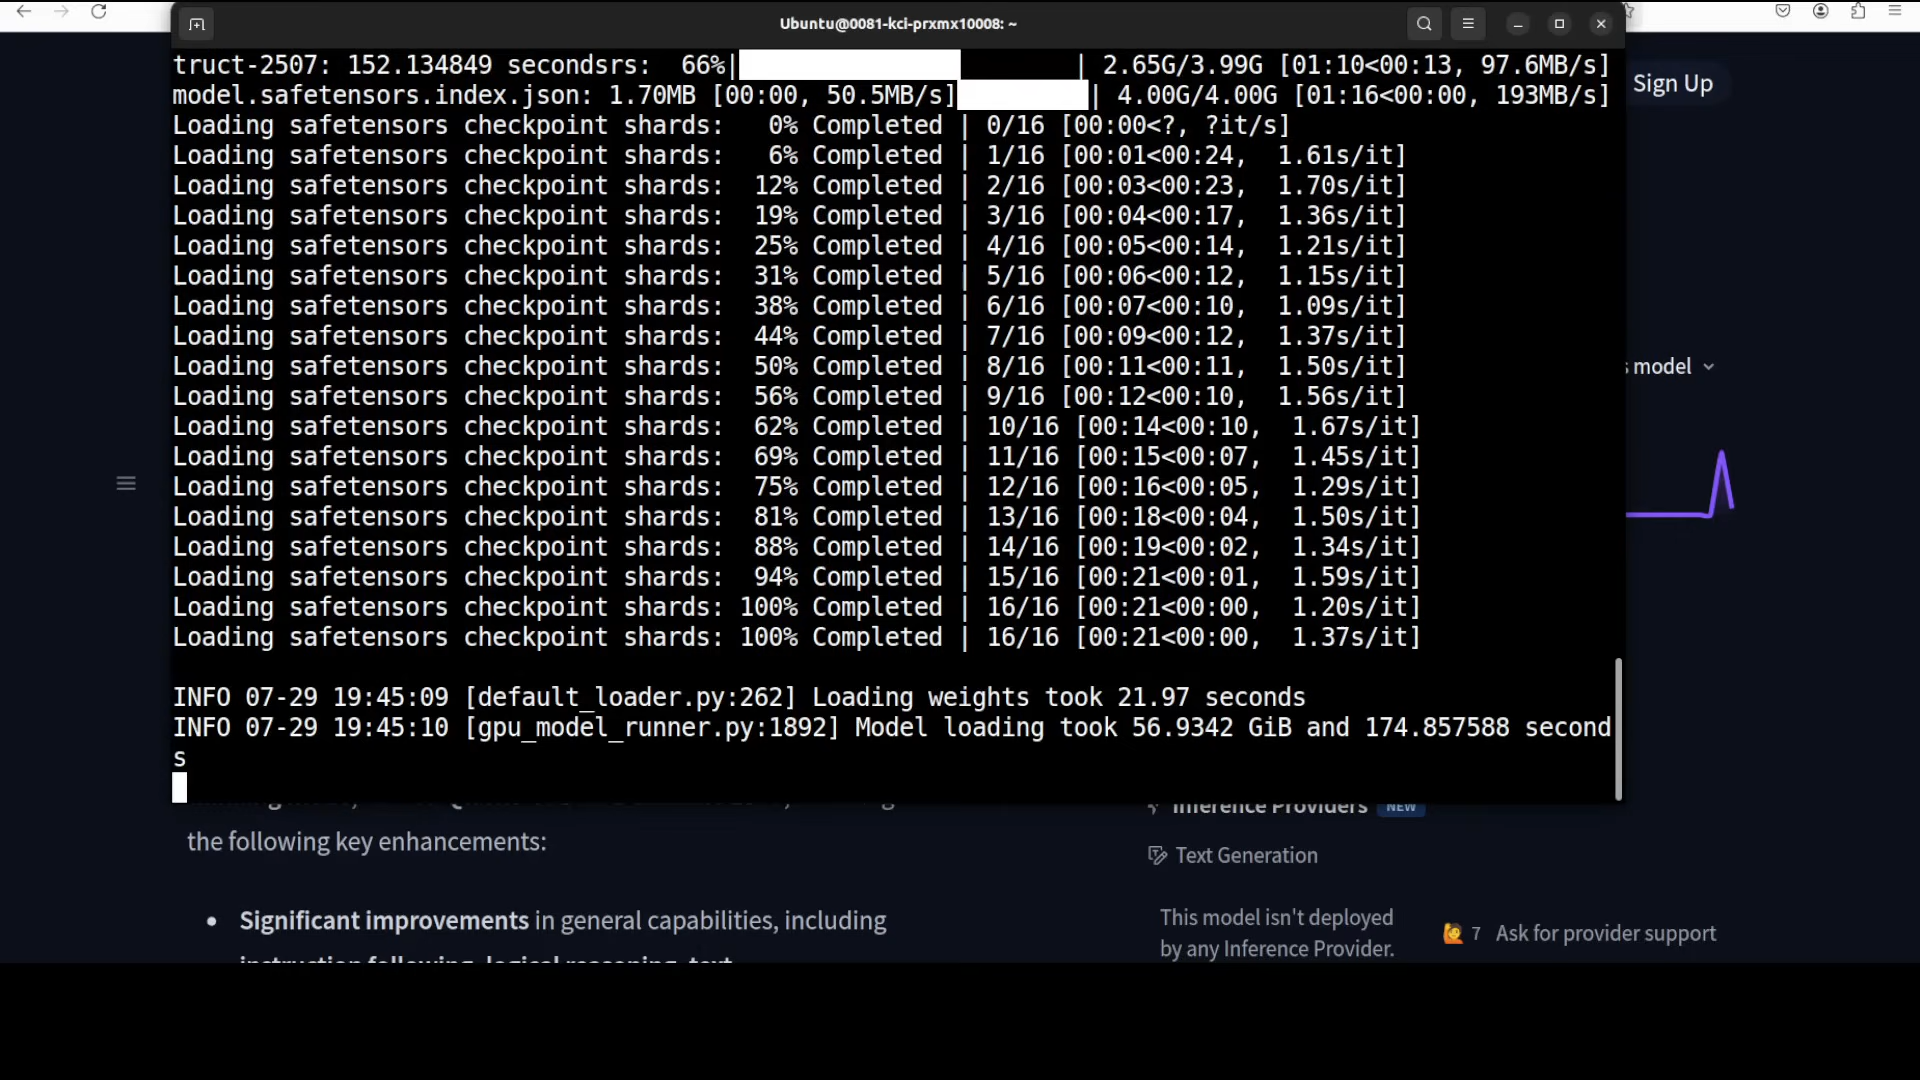 Ubuntu@0081-kci-prxmx10008: ~
truct-2507: 152.134849 secondsrs:  66%| | 2.65G/3.99G [01:10<00:13, 97.6MB/s]
model.safetensors.index.json: 1.70MB [00:00, 50.5MB/s] | 4.00G/4.00G [01:16<00:00, 193MB/s]
Loading safetensors checkpoint shards:   0% Completed | 0/16 [00:00<?, ?it/s]
Loading safetensors checkpoint shards:   6% Completed | 1/16 [00:01<00:24,  1.61s/it]
Loading safetensors checkpoint shards:  12% Completed | 2/16 [00:03<00:23,  1.70s/it]
Loading safetensors checkpoint shards:  19% Completed | 3/16 [00:04<00:17,  1.36s/it]
Loading safetensors checkpoint shards:  25% Completed | 4/16 [00:05<00:14,  1.21s/it]
Loading safetensors checkpoint shards:  31% Completed | 5/16 [00:06<00:12,  1.15s/it]
Loading safetensors checkpoint shards:  38% Completed | 6/16 [00:07<00:10,  1.09s/it]
Loading safetensors checkpoint shards:  44% Completed | 7/16 [00:09<00:12,  1.37s/it]
Loading safetensors checkpoint shards:  50% Completed | 8/16 [00:11<00:11,  1.50s/it]
Loading safetensors checkpoint shards:  56% Completed | 9/16 [00:12<00:10,  1.56s/it]
Loading safetensors checkpoint shards:  62% Completed | 10/16 [00:14<00:10,  1.67s/it]
Loading safetensors checkpoint shards:  69% Completed | 11/16 [00:15<00:07,  1.45s/it]
Loading safetensors checkpoint shards:  75% Completed | 12/16 [00:16<00:05,  1.29s/it]
Loading safetensors checkpoint shards:  81% Completed | 13/16 [00:18<00:04,  1.50s/it]
Loading safetensors checkpoint shards:  88% Completed | 14/16 [00:19<00:02,  1.34s/it]
Loading safetensors checkpoint shards:  94% Completed | 15/16 [00:21<00:01,  1.59s/it]
Loading safetensors checkpoint shards: 100% Completed | 16/16 [00:21<00:00,  1.20s/it]
Loading safetensors checkpoint shards: 100% Completed | 16/16 [00:21<00:00,  1.37s/it]
INFO 07-29 19:45:09 [default_loader.py:262] Loading weights took 21.97 seconds
INFO 07-29 19:45:10 [gpu_model_runner.py:1892] Model loading took 56.9342 GiB and 174.857588 second
s
Sign Up
model
the following key enhancements:
Significant improvements in general capabilities, including
instruction following, logical reasoning, text
Inference Providers NEW
Text Generation
This model isn't deployed
by any Inference Provider.
7 Ask for provider support